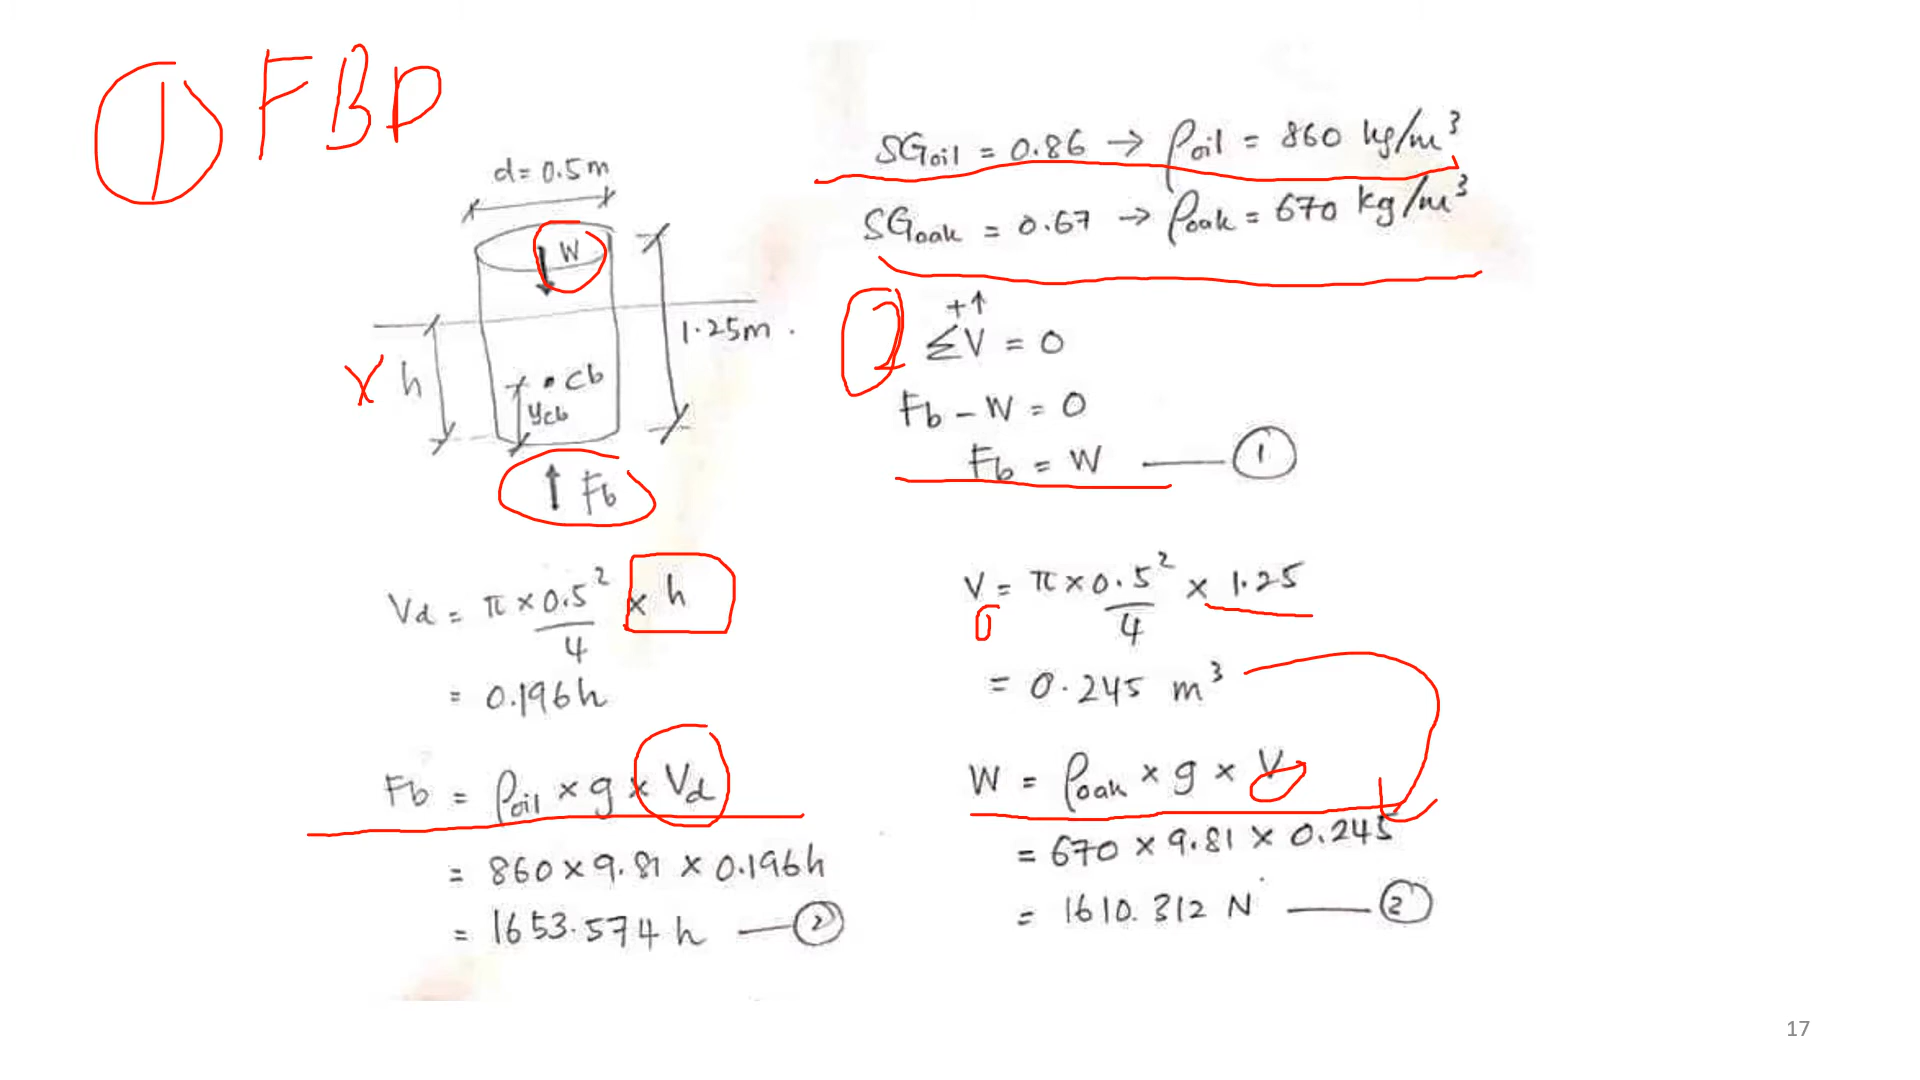 ① FBD
d = 0.5m
W
1.25m.
X h
• Cb
ycb
↑ Fb
SGoil = 0.86 → ρoil = 860 kg/m³
SGoak = 0.67 → ρoak = 670 kg/m³
2
+↑
ΣV = 0
Fb - W = 0
Fb = W —— ①
Vd = π × 0.5² / 4 × h
= 0.196h
Fb = ρoil × g × Vd
= 860 × 9.81 × 0.196h
= 1653.574 h —— ②
V = π × 0.5² / 4 × 1.25
= 0.245 m³
W = ρoak × g × V
= 670 × 9.81 × 0.245
= 1610.312 N —— ②
17